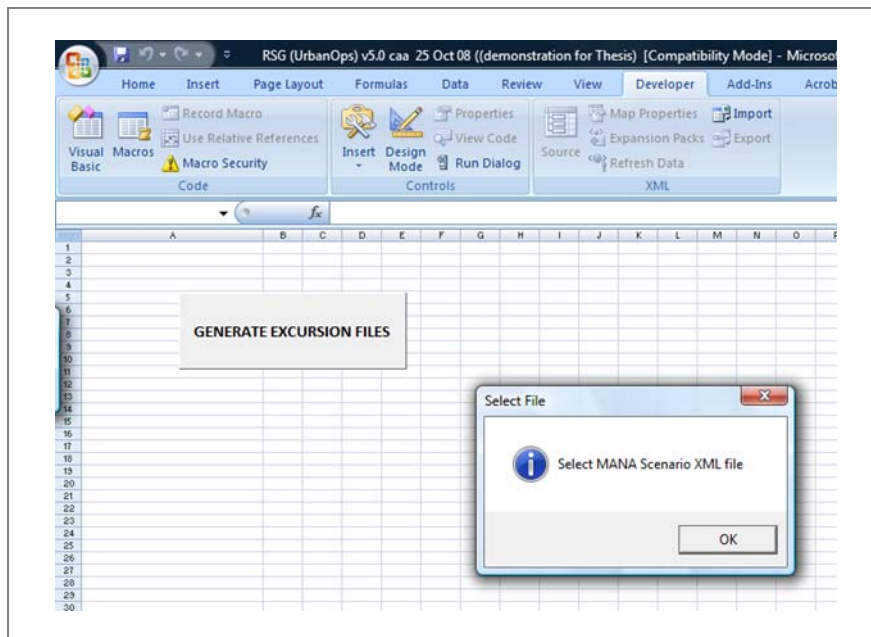 RSG (UrbanOps) v5.0 caa 25 Oct 08 ((demonstration for Thesis) [Compatibility Mode] - Microsof
Home Insert Page Layout Formulas Data Review View Developer Add-Ins Acrob
Visual Basic
Macros
Record Macro
Use Relative References
Macro Security
Code
Insert
Design Mode
Properties
View Code
Run Dialog
Controls
Source
Map Properties
Expansion Packs
Refresh Data
Import
Export
XML
fx
A B C D E F G H I J K L M N O
1
2
3
4
5
6
7
8
9
10
11
12
13
14
15
16
17
18
19
20
21
22
23
24
25
26
27
28
29
30
GENERATE EXCURSION FILES
Select File
Select MANA Scenario XML file
OK